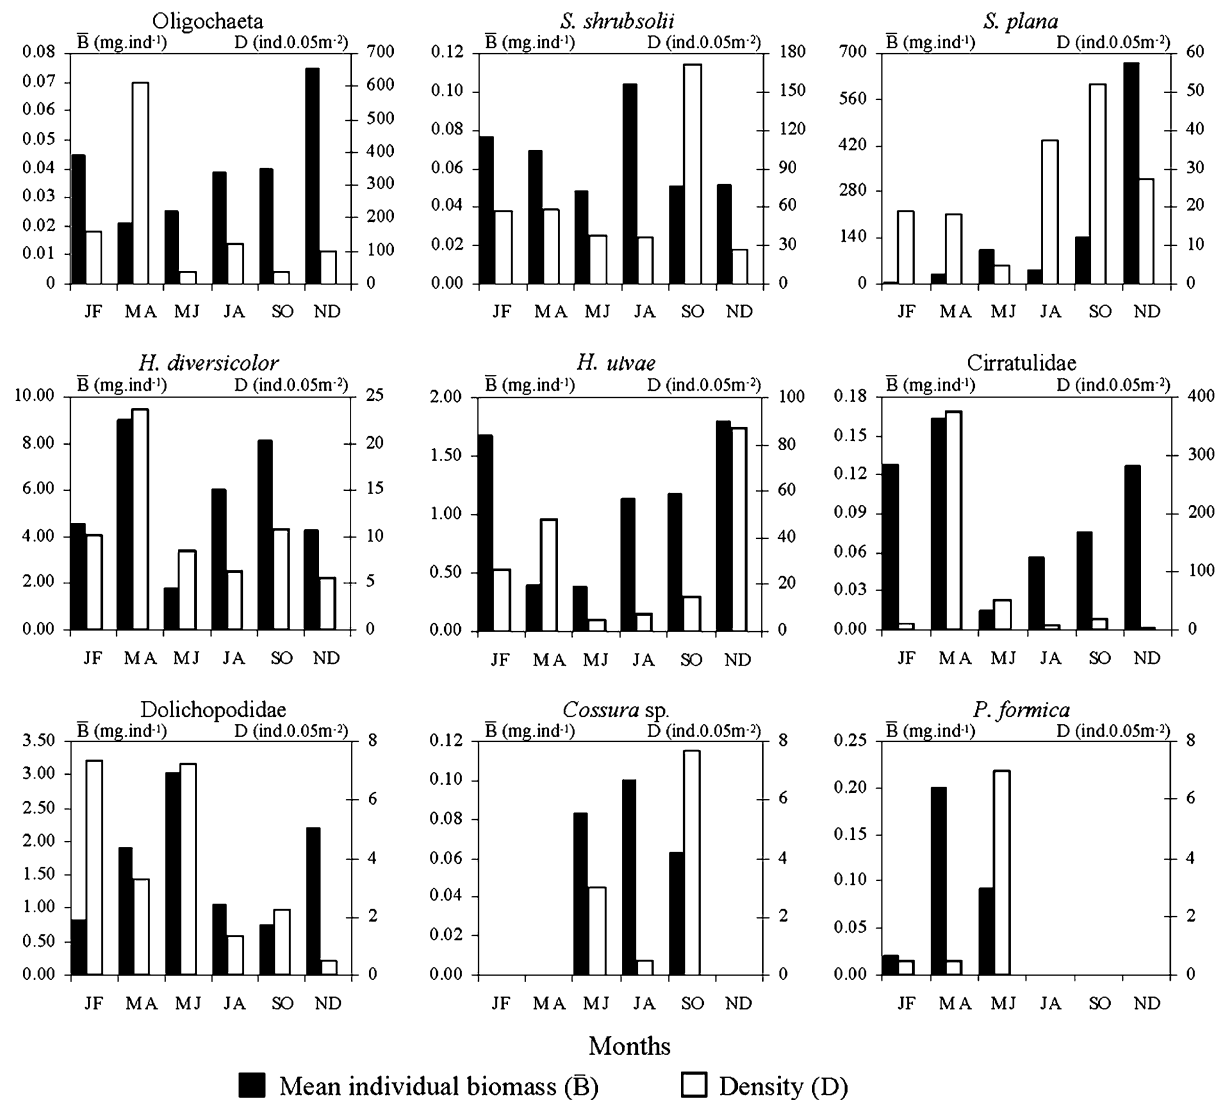 Oligochaeta
B̅ (mg.ind⁻¹) D (ind.0.05m⁻²)
0.08 700
0.07 600
0.06 500
0.05 400
0.04 300
0.03 200
0.02 100
0.01 0
0
JF MA MJ JA SO ND
S. shrubsolii
B̅ (mg.ind⁻¹) D (ind.0.05m⁻²)
0.12 180
0.10 150
0.08 120
0.06 90
0.04 60
0.02 30
0.00 0
JF MA MJ JA SO ND
S. plana
B̅ (mg.ind⁻¹) D (ind.0.05m⁻²)
700 60
560 50
420 40
280 30
140 20
0 10
0
JF MA MJ JA SO ND
H. diversicolor
B̅ (mg.ind⁻¹) D (ind.0.05m⁻²)
10.00 25
8.00 20
6.00 15
4.00 10
2.00 5
0.00 0
JF MA MJ JA SO ND
H. ulvae
B̅ (mg.ind⁻¹) D (ind.0.05m⁻²)
2.00 100
1.50 80
1.00 60
0.50 40
0.00 20
0
JF MA MJ JA SO ND
Cirratulidae
B̅ (mg.ind⁻¹) D (ind.0.05m⁻²)
0.18 400
0.15 300
0.12 200
0.09 100
0.06 0
0.03
0.00
JF MA MJ JA SO ND
Dolichopodidae
B̅ (mg.ind⁻¹) D (ind.0.05m⁻²)
3.50 8
3.00 6
2.50 4
2.00 2
1.50 0
1.00
0.50
0.00
JF MA MJ JA SO ND
Cossura sp.
B̅ (mg.ind⁻¹) D (ind.0.05m⁻²)
0.12 8
0.10 6
0.08 4
0.06 2
0.04 0
0.02
0.00
JF MA MJ JA SO ND
P. formica
B̅ (mg.ind⁻¹) D (ind.0.05m⁻²)
0.25 8
0.20 6
0.15 4
0.10 2
0.05 0
0.00
JF MA MJ JA SO ND
Months
Mean individual biomass (B̅) Density (D)